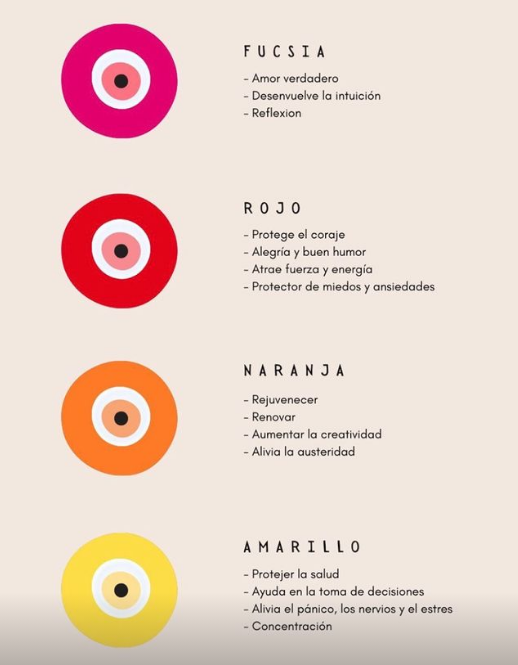 FUCSIA
- Amor verdadero
- Desenvuelve la intuición
- Reflexion
ROJO
- Protege el coraje
- Alegría y buen humor
- Atrae fuerza y energía
- Protector de miedos y ansiedades
NARANJA
- Rejuvenecer
- Renovar
- Aumentar la creatividad
- Alivia la austeridad
AMARILLO
- Protejer la salud
- Ayuda en la toma de decisiones
- Alivia el pánico, los nervios y el estres
- Concentración